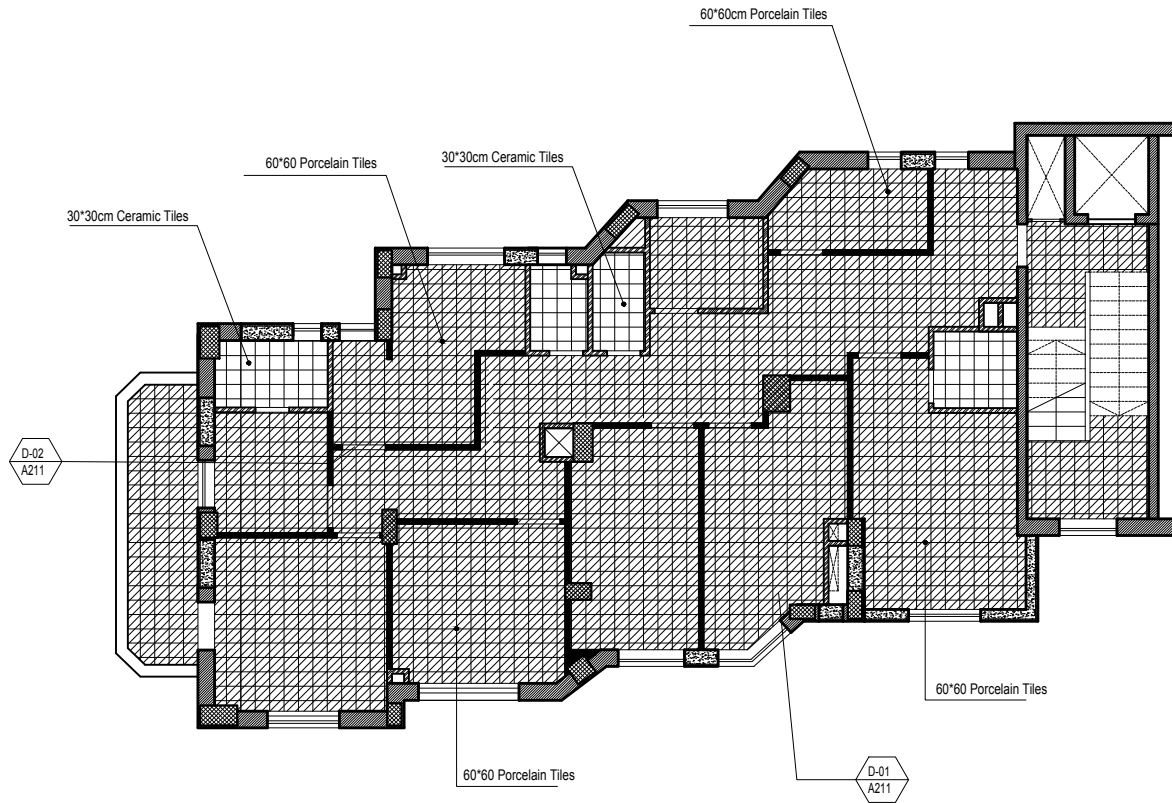 60*60cm Porcelain Tiles
60*60 Porcelain Tiles
30*30cm Ceramic Tiles
30*30cm Ceramic Tiles
D-02
A211
60*60 Porcelain Tiles
60*60 Porcelain Tiles
D-01
A211